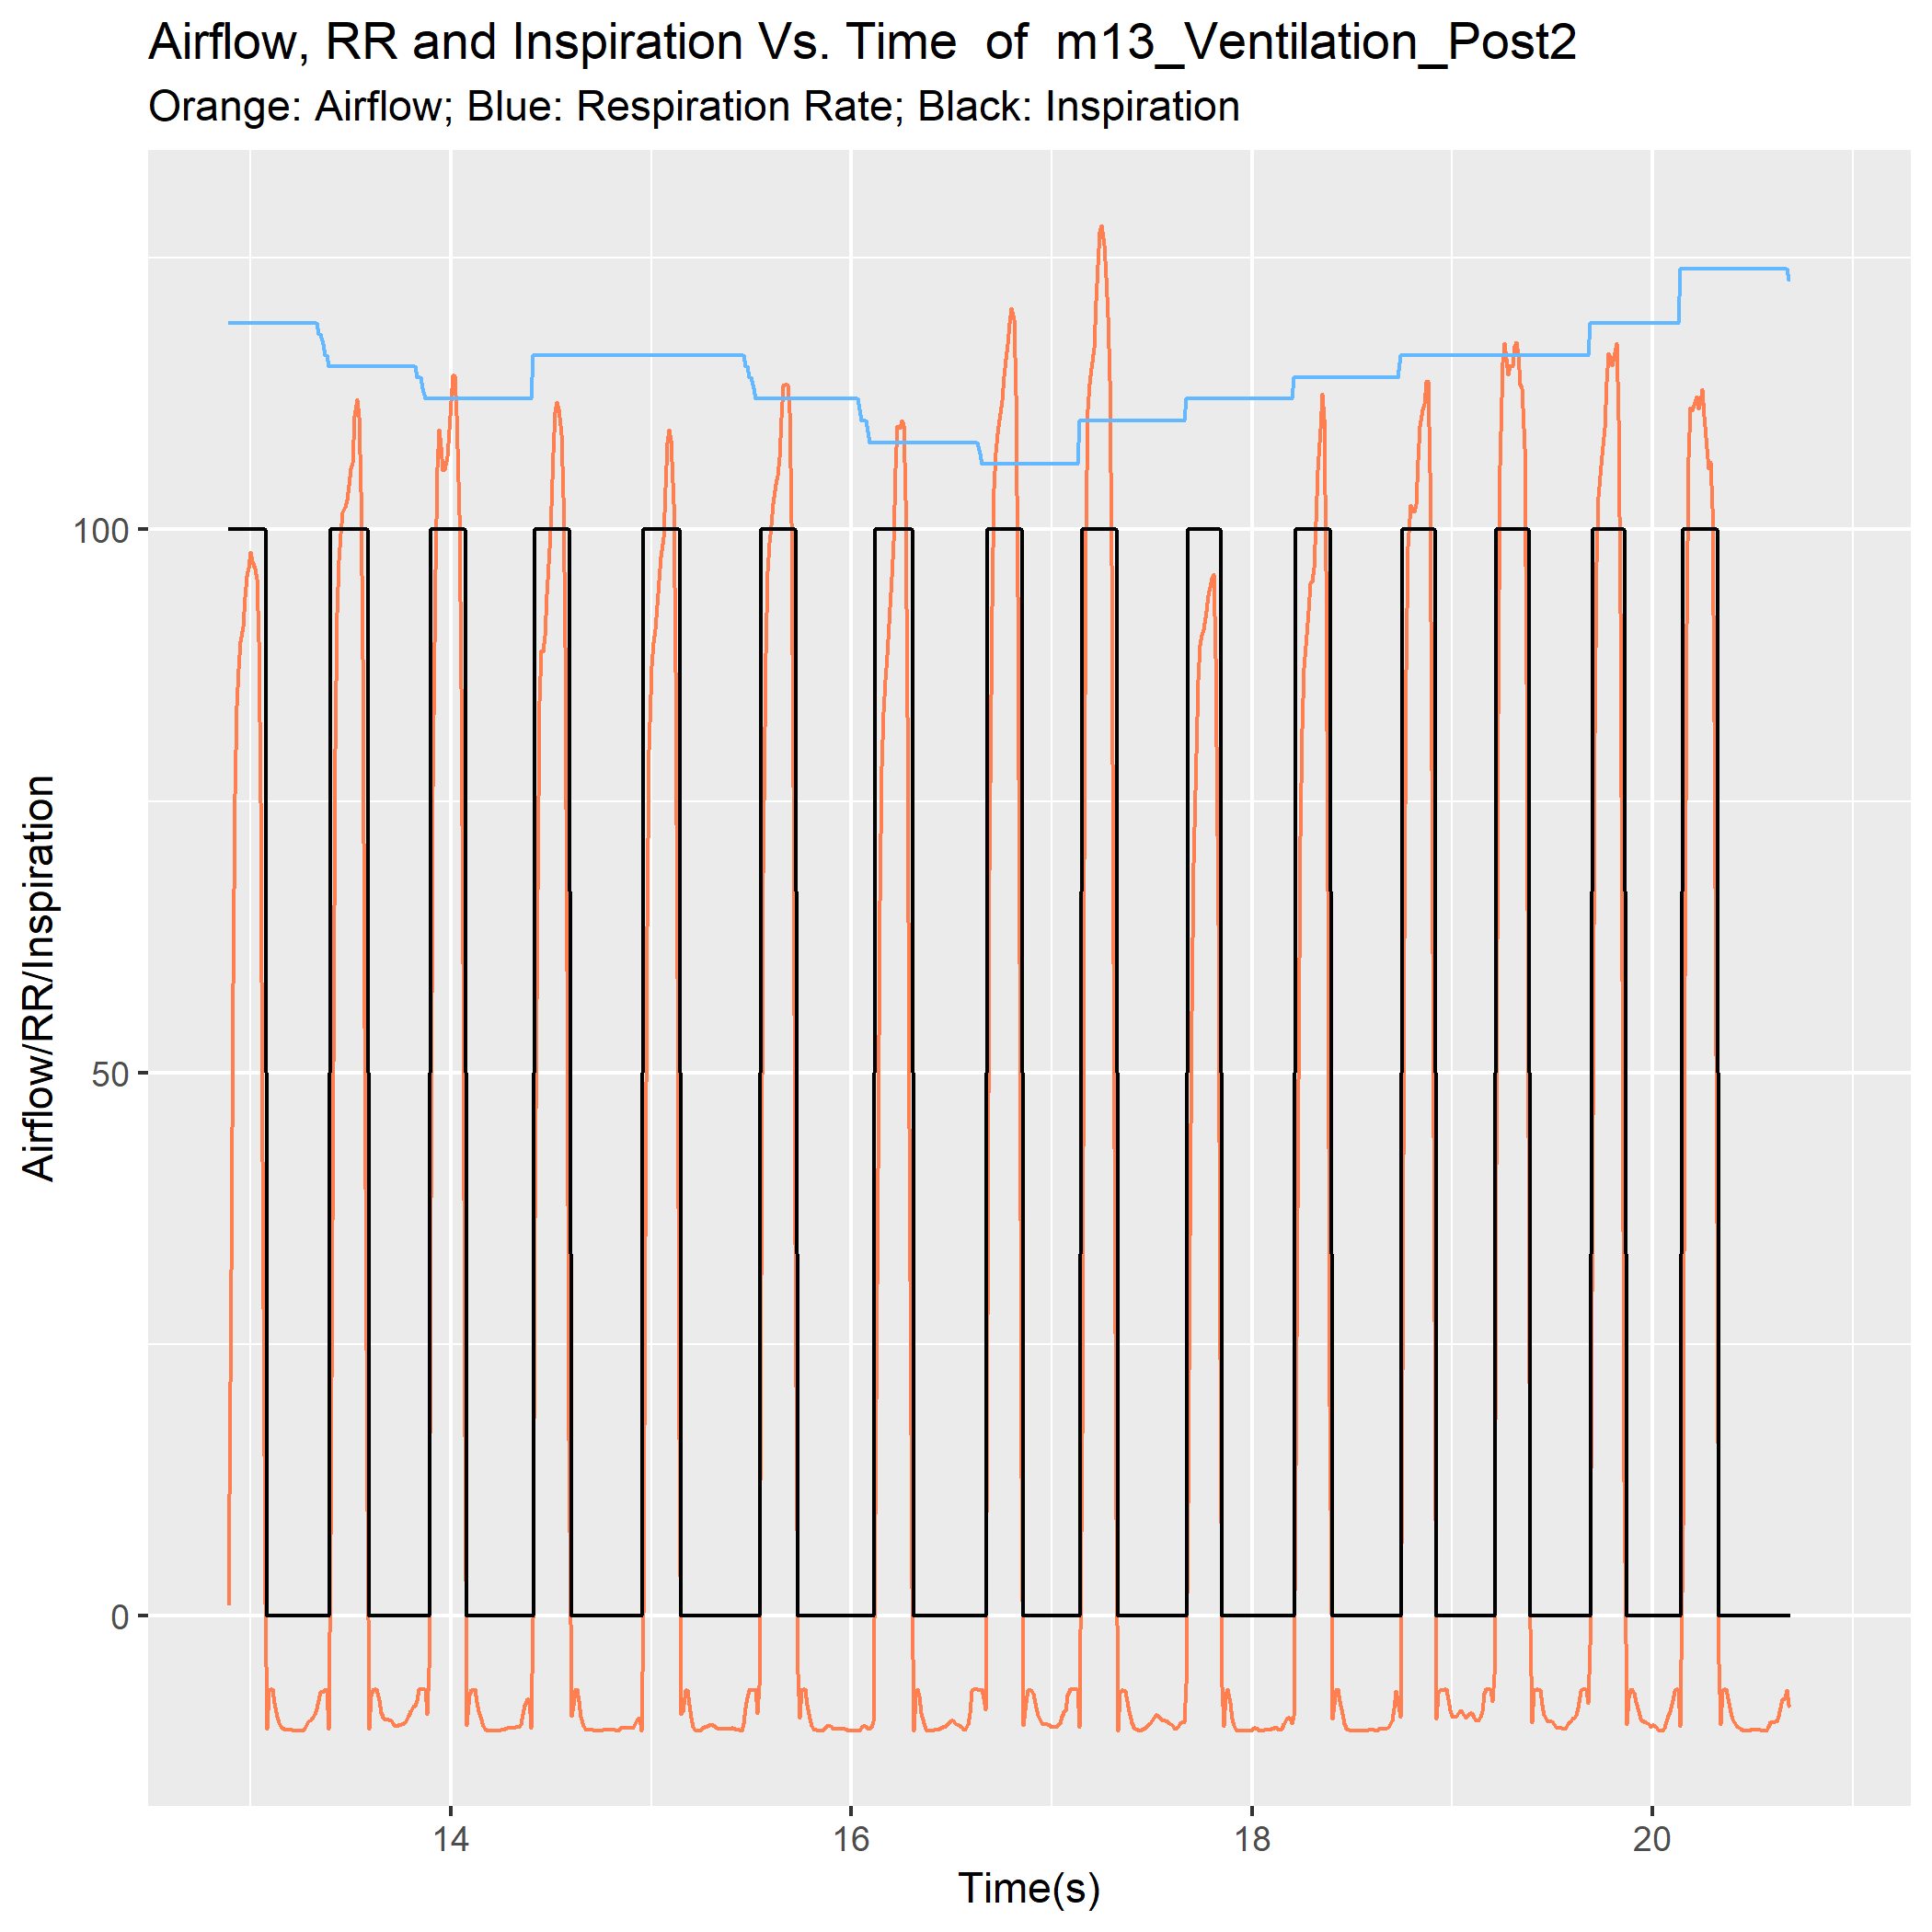 Airflow, RR and Inspiration Vs. Time  of  m13_Ventilation_Post2
Orange: Airflow; Blue: Respiration Rate; Black: Inspiration
Airflow/RR/Inspiration
100
50
0
14 16 18 20
Time(s)